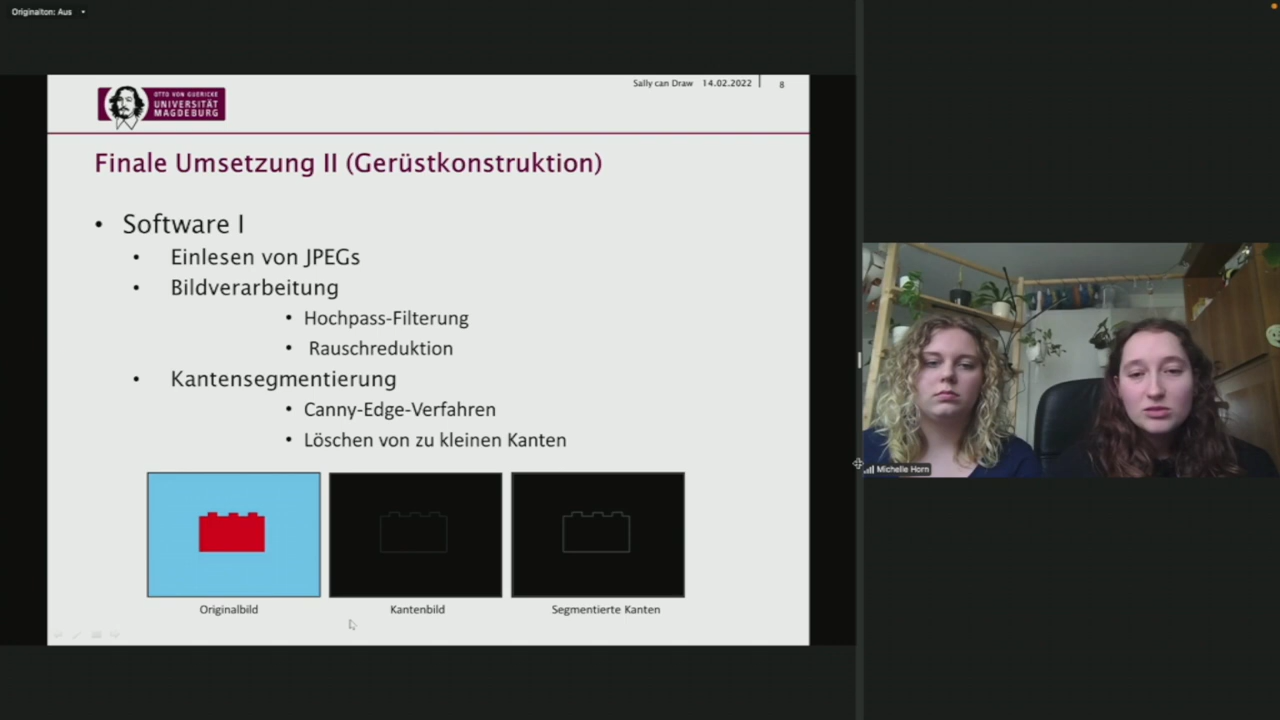 Originalton: Aus
Sally can Draw 14.02.2022 8
OTTO VON GUERICKE
UNIVERSITÄT
MAGDEBURG
Finale Umsetzung II (Gerüstkonstruktion)
• Software I
• Einlesen von JPEGs
• Bildverarbeitung
• Hochpass-Filterung
• Rauschreduktion
• Kantensegmentierung
• Canny-Edge-Verfahren
• Löschen von zu kleinen Kanten
Originalbild
Kantenbild
Segmentierte Kanten
Michelle Horn